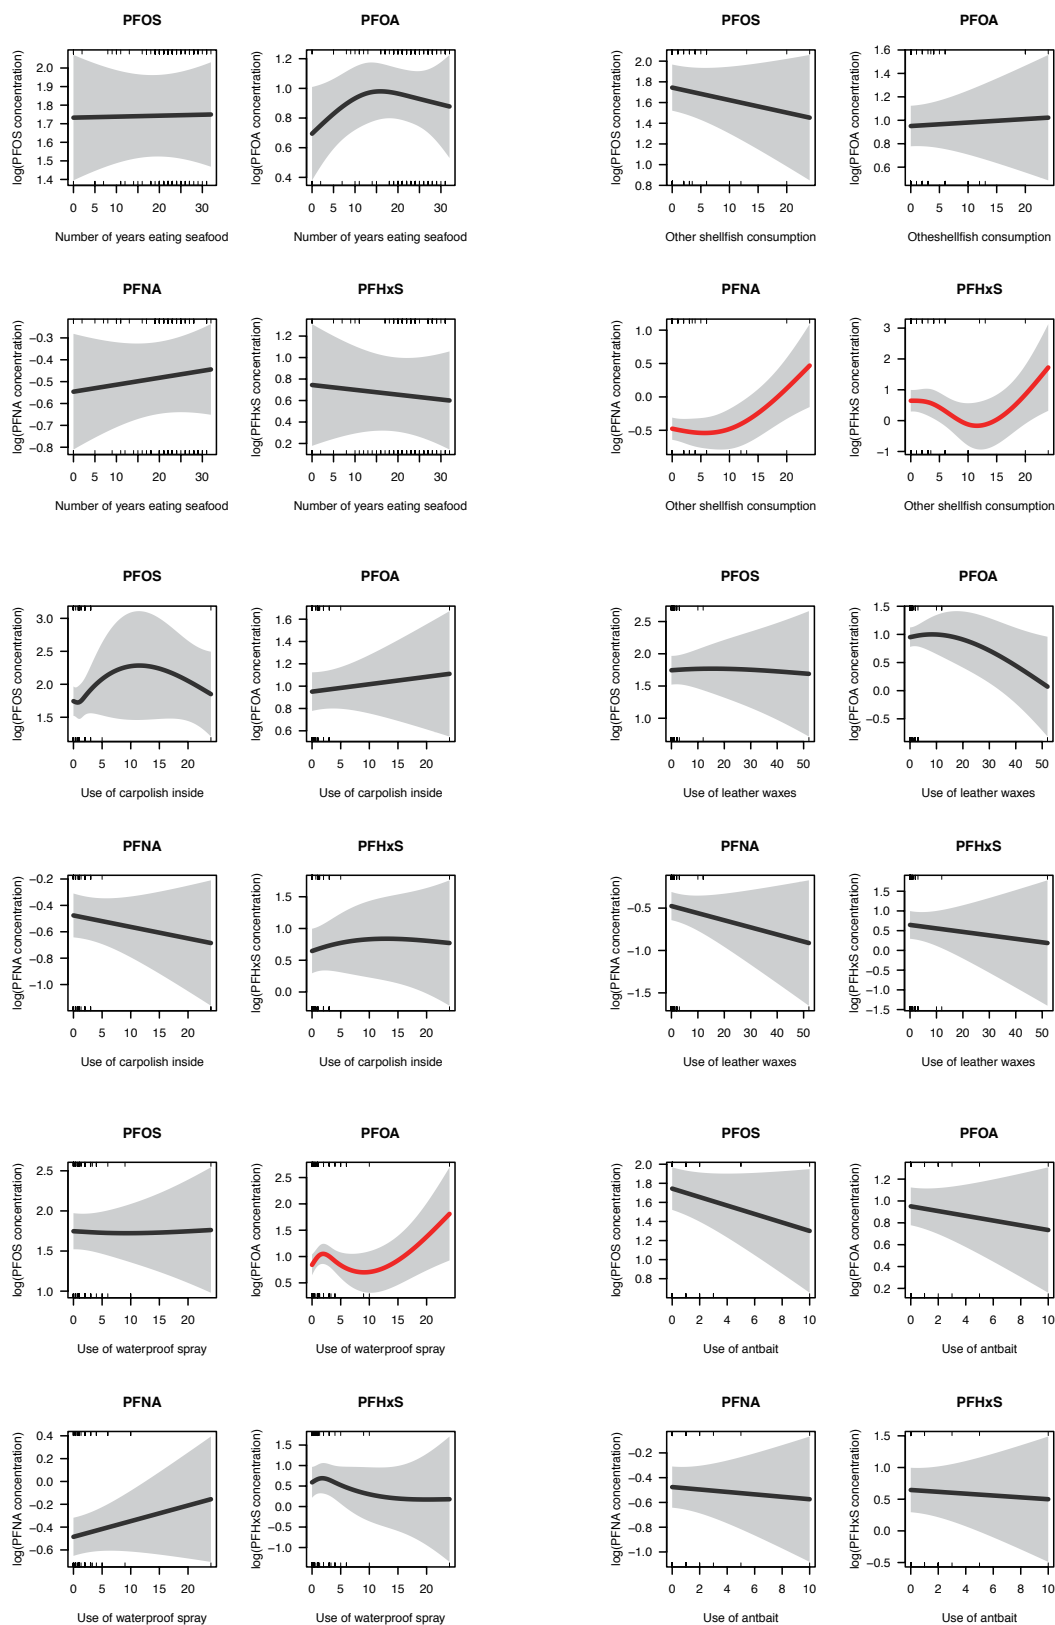 PFOS
log(PFOS concentration)
2.0
1.9
1.8
1.7
1.6
1.5
1.4
0 5 10 20 30
Number of years eating seafood
PFOA
log(PFOA concentration)
1.2
1.0
0.8
0.6
0.4
0 5 10 20 30
Number of years eating seafood
PFOS
log(PFOS concentration)
2.0
1.8
1.6
1.4
1.2
1.0
0.8
0 5 10 15 20
Other shellfish consumption
PFOA
log(PFOA concentration)
1.6
1.4
1.2
1.0
0.8
0.6
0 5 10 15 20
Otheshellfish consumption
PFNA
log(PFNA concentration)
−0.3
−0.4
−0.5
−0.6
−0.7
−0.8
0 5 10 20 30
Number of years eating seafood
PFHxS
log(PFHxS concentration)
1.2
1.0
0.8
0.6
0.4
0.2
0 5 10 20 30
Number of years eating seafood
PFNA
log(PFNA concentration)
1.0
0.5
0.0
−0.5
0 5 10 15 20
Other shellfish consumption
PFHxS
log(PFHxS concentration)
3
2
1
0
−1
0 5 10 15 20
Other shellfish consumption
PFOS
log(PFOS concentration)
3.0
2.5
2.0
1.5
0 5 10 15 20
Use of carpolish inside
PFOA
log(PFOA concentration)
1.6
1.4
1.2
1.0
0.8
0.6
0 5 10 15 20
Use of carpolish inside
PFOS
log(PFOS concentration)
2.5
2.0
1.5
1.0
0 10 20 30 40 50
Use of leather waxes
PFOA
log(PFOA concentration)
1.5
1.0
0.5
0.0
−0.5
0 10 20 30 40 50
Use of leather waxes
PFNA
log(PFNA concentration)
−0.2
−0.4
−0.6
−0.8
−1.0
0 5 10 15 20
Use of carpolish inside
PFHxS
log(PFHxS concentration)
1.5
1.0
0.5
0.0
0 5 10 15 20
Use of carpolish inside
PFNA
log(PFNA concentration)
−0.5
−1.0
−1.5
0 10 20 30 40 50
Use of leather waxes
PFHxS
log(PFHxS concentration)
1.5
1.0
0.5
0.0
−0.5
−1.0
−1.5
0 10 20 30 40 50
Use of leather waxes
PFOS
log(PFOS concentration)
2.5
2.0
1.5
1.0
0 5 10 15 20
Use of waterproof spray
PFOA
log(PFOA concentration)
2.5
2.0
1.5
1.0
0.5
0 5 10 15 20
Use of waterproof spray
PFOS
log(PFOS concentration)
2.0
1.8
1.6
1.4
1.2
1.0
0.8
0 2 4 6 8 10
Use of antbait
PFOA
log(PFOA concentration)
1.2
1.0
0.8
0.6
0.4
0.2
0 2 4 6 8 10
Use of antbait
PFNA
log(PFNA concentration)
0.4
0.2
0.0
−0.2
−0.4
−0.6
0 5 10 15 20
Use of waterproof spray
PFHxS
log(PFHxS concentration)
1.5
1.0
0.5
0.0
−0.5
−1.0
0 5 10 15 20
Use of waterproof spray
PFNA
log(PFNA concentration)
−0.2
−0.4
−0.6
−0.8
−1.0
0 2 4 6 8 10
Use of antbait
PFHxS
log(PFHxS concentration)
1.5
1.0
0.5
0.0
−0.5
0 2 4 6 8 10
Use of antbait